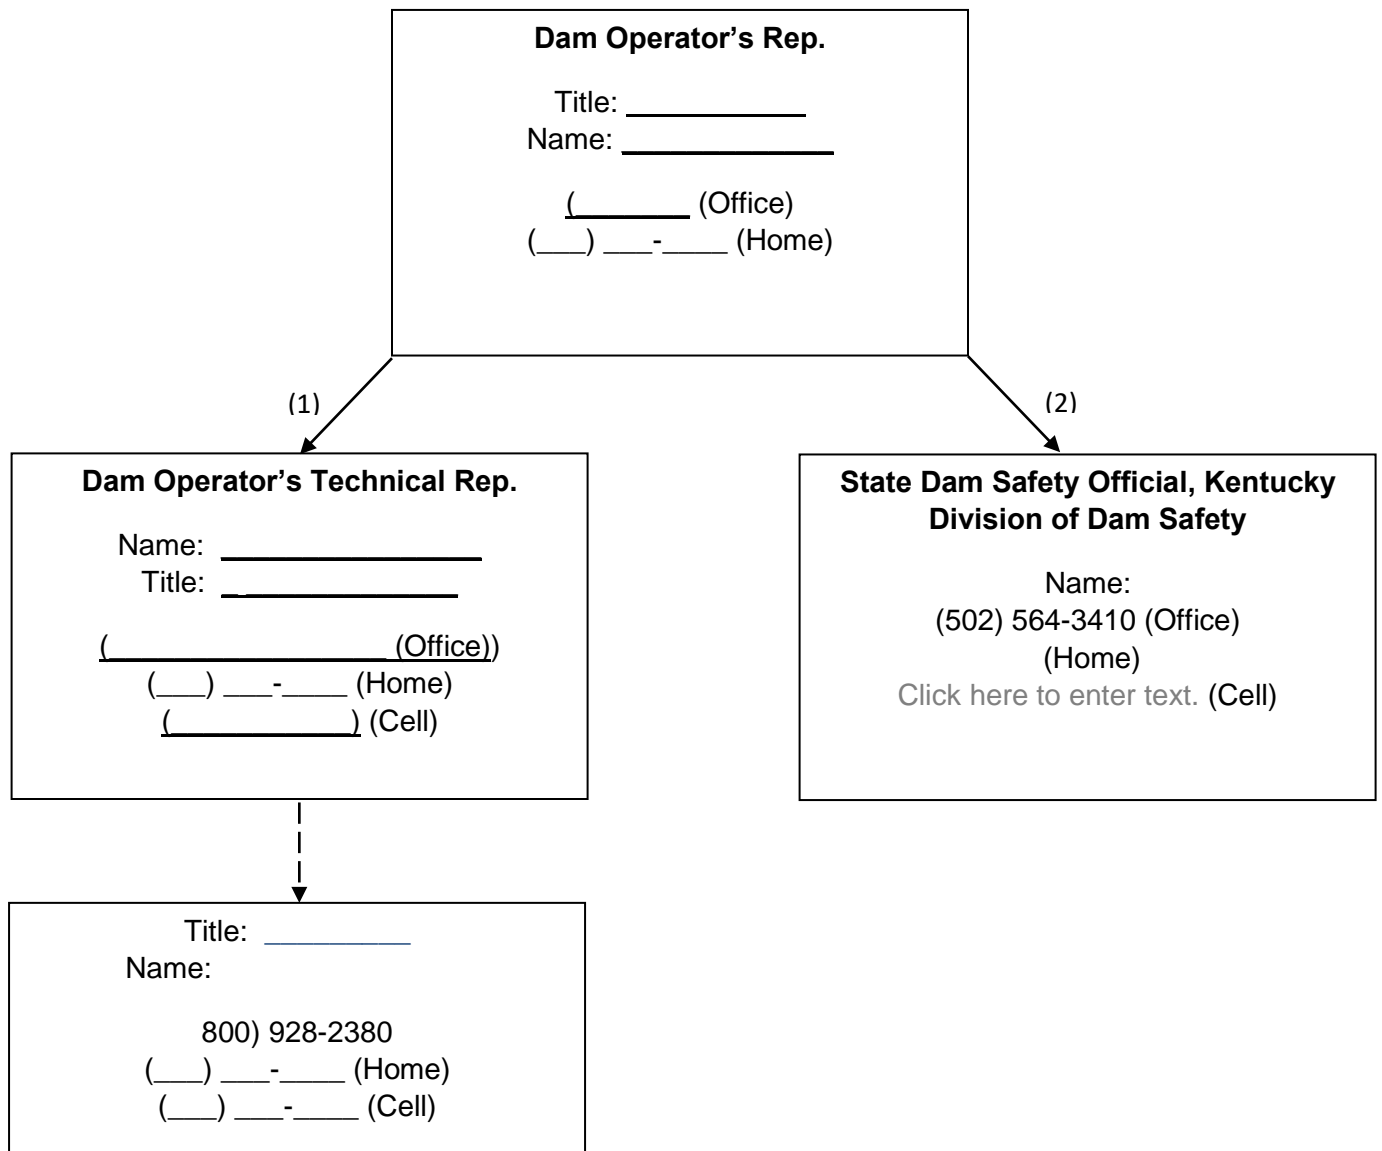 Dam Operator’s Rep.
Title: ___________
Name: _____________
(_______ (Office)
(___) ___-____ (Home)
(1)
(2)
Dam Operator’s Technical Rep.
Name: ________________
Title: _ _____________
(_________________ (Office))
(___) ___-____ (Home)
(___________) (Cell)
State Dam Safety Official, Kentucky
Division of Dam Safety
Name:
(502) 564-3410 (Office)
(Home)
Click here to enter text. (Cell)
Title: _________
Name:
800) 928-2380
(___) ___-____ (Home)
(___) ___-____ (Cell)